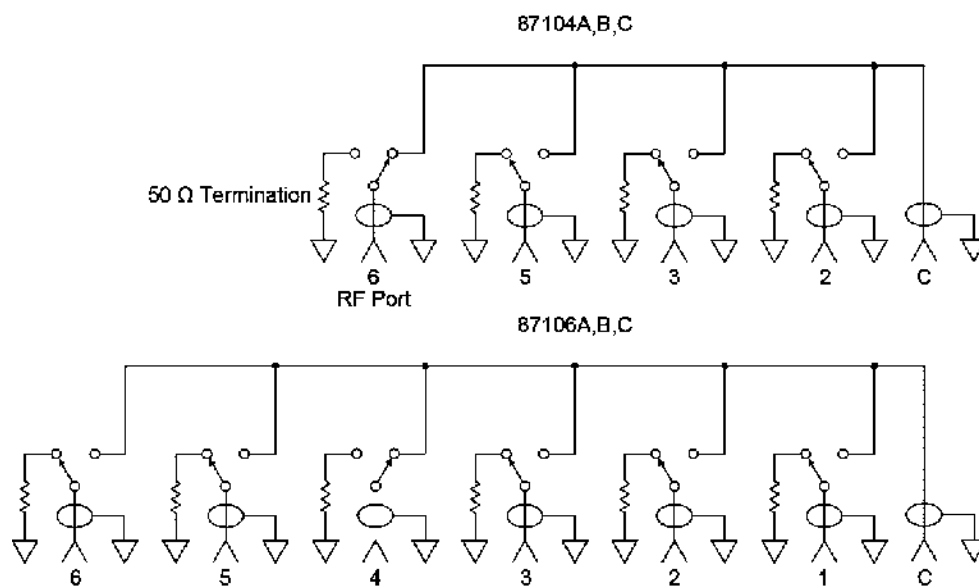 87104A,B,C
50 Ω Termination
6 5 3 2 C
RF Port
87106A,B,C
6 5 4 3 2 1 C